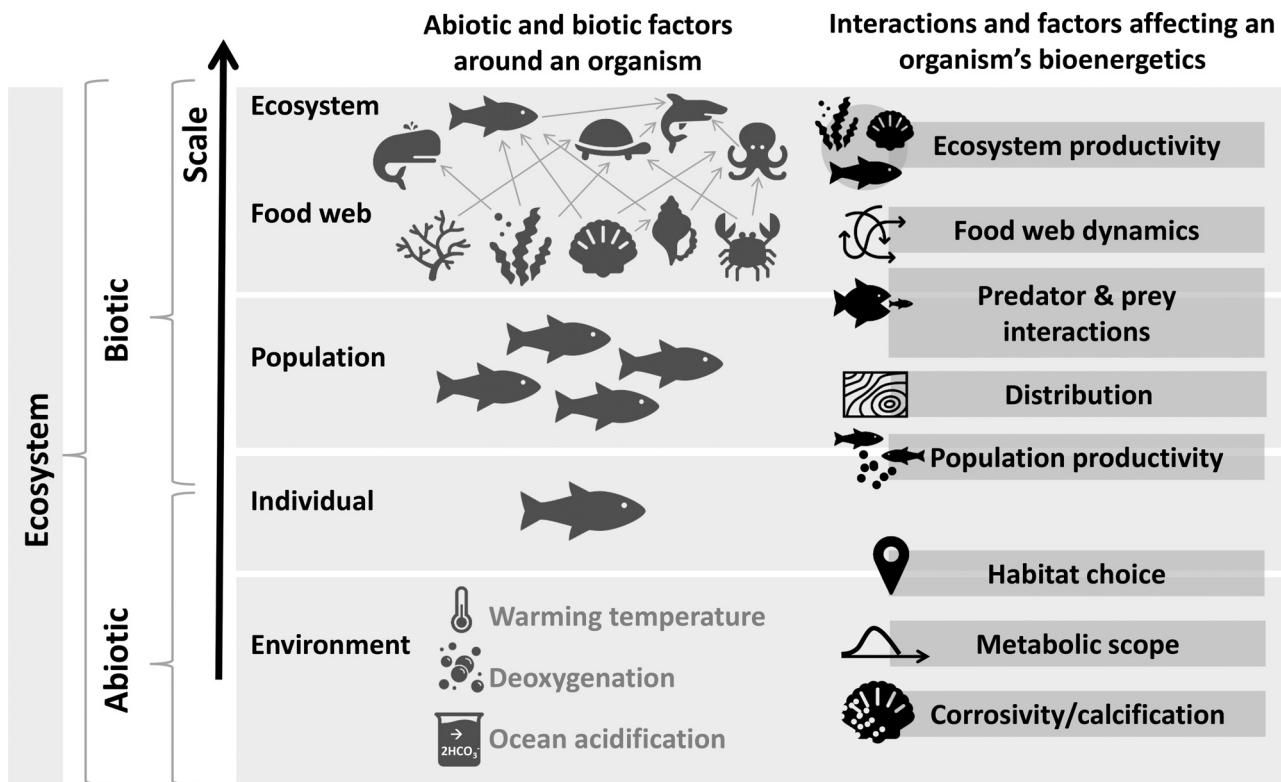 Abiotic and biotic factors
around an organism
Interactions and factors affecting an
organism's bioenergetics
Ecosystem
Biotic
Abiotic
Scale
Ecosystem
Food web
Population
Individual
Environment
Warming temperature
Deoxygenation
2HCO₃⁻
Ocean acidification
Ecosystem productivity
Food web dynamics
Predator & prey
interactions
Distribution
Population productivity
Habitat choice
Metabolic scope
Corrosivity/calcification